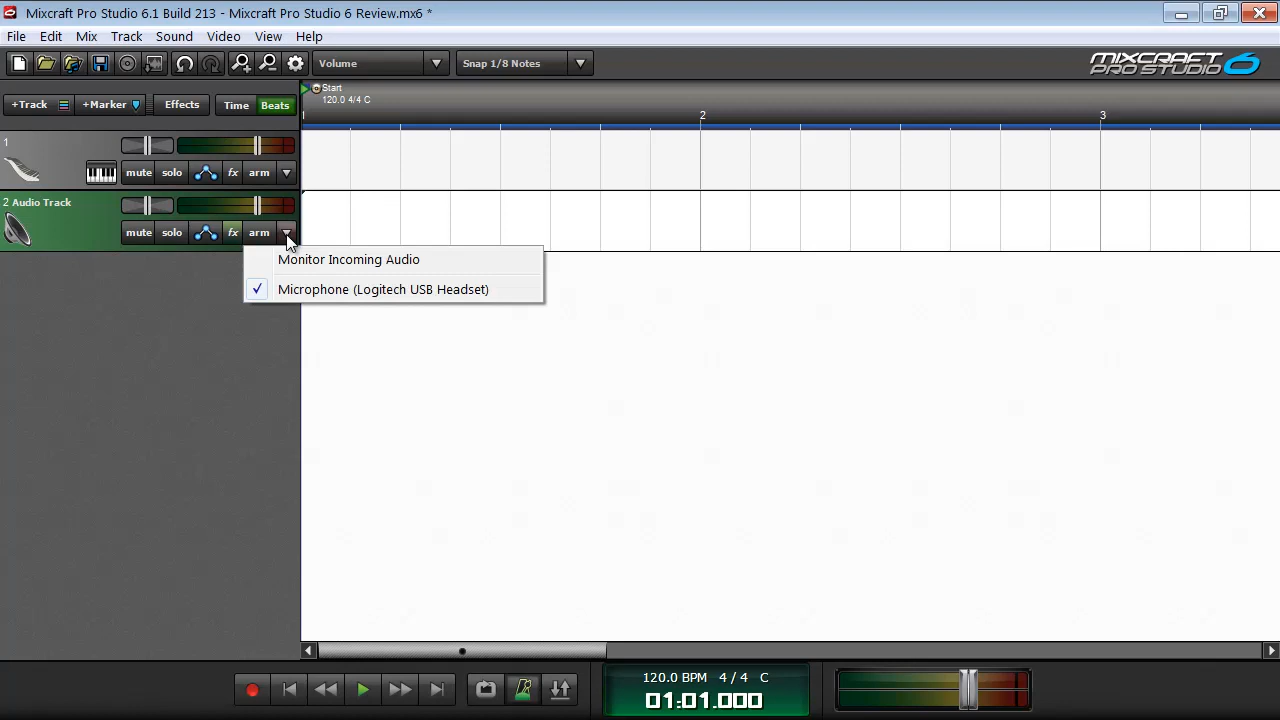 Mixcraft Pro Studio 6.1 Build 213 - Mixcraft Pro Studio 6 Review.mx6 *
File Edit Mix Track Sound Video View Help
Volume Snap 1/8 Notes MIXCRAFT PRO STUDIO 6
+Track +Marker Effects Time Beats
Start
120.0 4/4 C
1 2 3
1
mute solo fx arm
2 Audio Track
mute solo fx arm
Monitor Incoming Audio
Microphone (Logitech USB Headset)
120.0 BPM 4 / 4 C
01:01.000